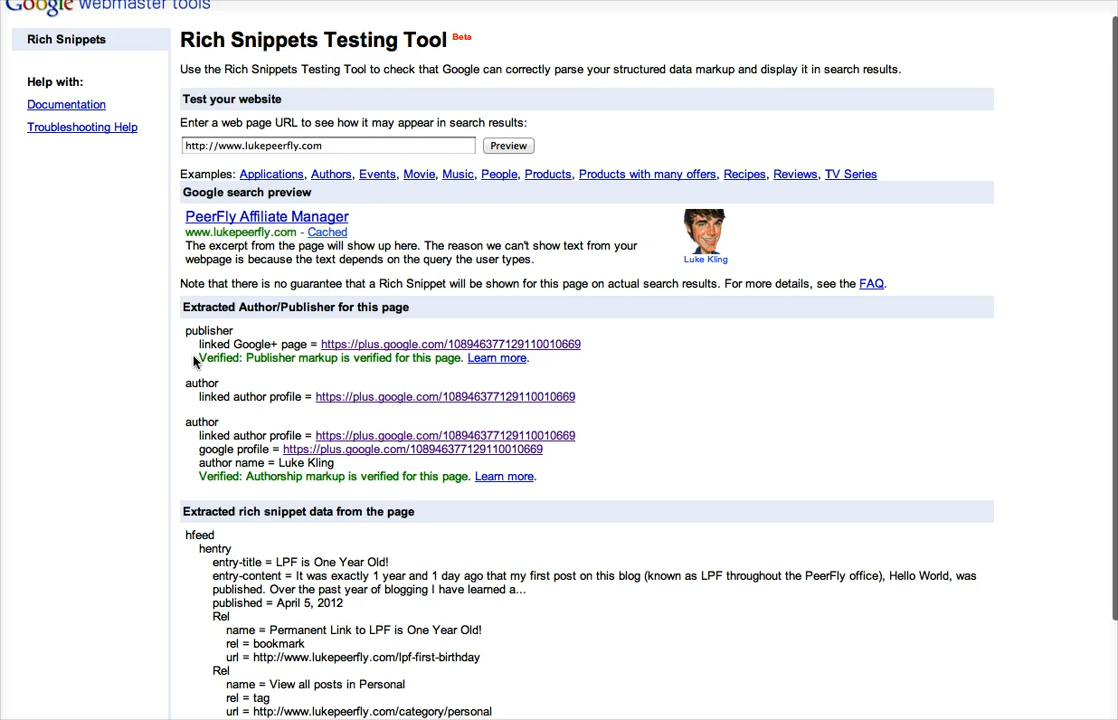 Google webmaster tools
Rich Snippets
Help with:
Documentation
Troubleshooting Help
Rich Snippets Testing Tool Beta
Use the Rich Snippets Testing Tool to check that Google can correctly parse your structured data markup and display it in search results.
Test your website
Enter a web page URL to see how it may appear in search results:
http://www.lukepeerfly.com Preview
Examples: Applications, Authors, Events, Movie, Music, People, Products, Products with many offers, Recipes, Reviews, TV Series
Google search preview
PeerFly Affiliate Manager
www.lukepeerfly.com - Cached
The excerpt from the page will show up here. The reason we can't show text from your
webpage is because the text depends on the query the user types.
Luke Kling
Note that there is no guarantee that a Rich Snippet will be shown for this page on actual search results. For more details, see the FAQ.
Extracted Author/Publisher for this page
publisher
linked Google+ page = https://plus.google.com/108946377129110010669
Verified: Publisher markup is verified for this page. Learn more.
author
linked author profile = https://plus.google.com/108946377129110010669
author
linked author profile = https://plus.google.com/108946377129110010669
google profile = https://plus.google.com/108946377129110010669
author name = Luke Kling
Verified: Authorship markup is verified for this page. Learn more.
Extracted rich snippet data from the page
hfeed
hentry
entry-title = LPF is One Year Old!
entry-content = It was exactly 1 year and 1 day ago that my first post on this blog (known as LPF throughout the PeerFly office), Hello World, was
published. Over the past year of blogging I have learned a...
published = April 5, 2012
Rel
name = Permanent Link to LPF is One Year Old!
rel = bookmark
url = http://www.lukepeerfly.com/lpf-first-birthday
Rel
name = View all posts in Personal
rel = tag
url = http://www.lukepeerfly.com/category/personal